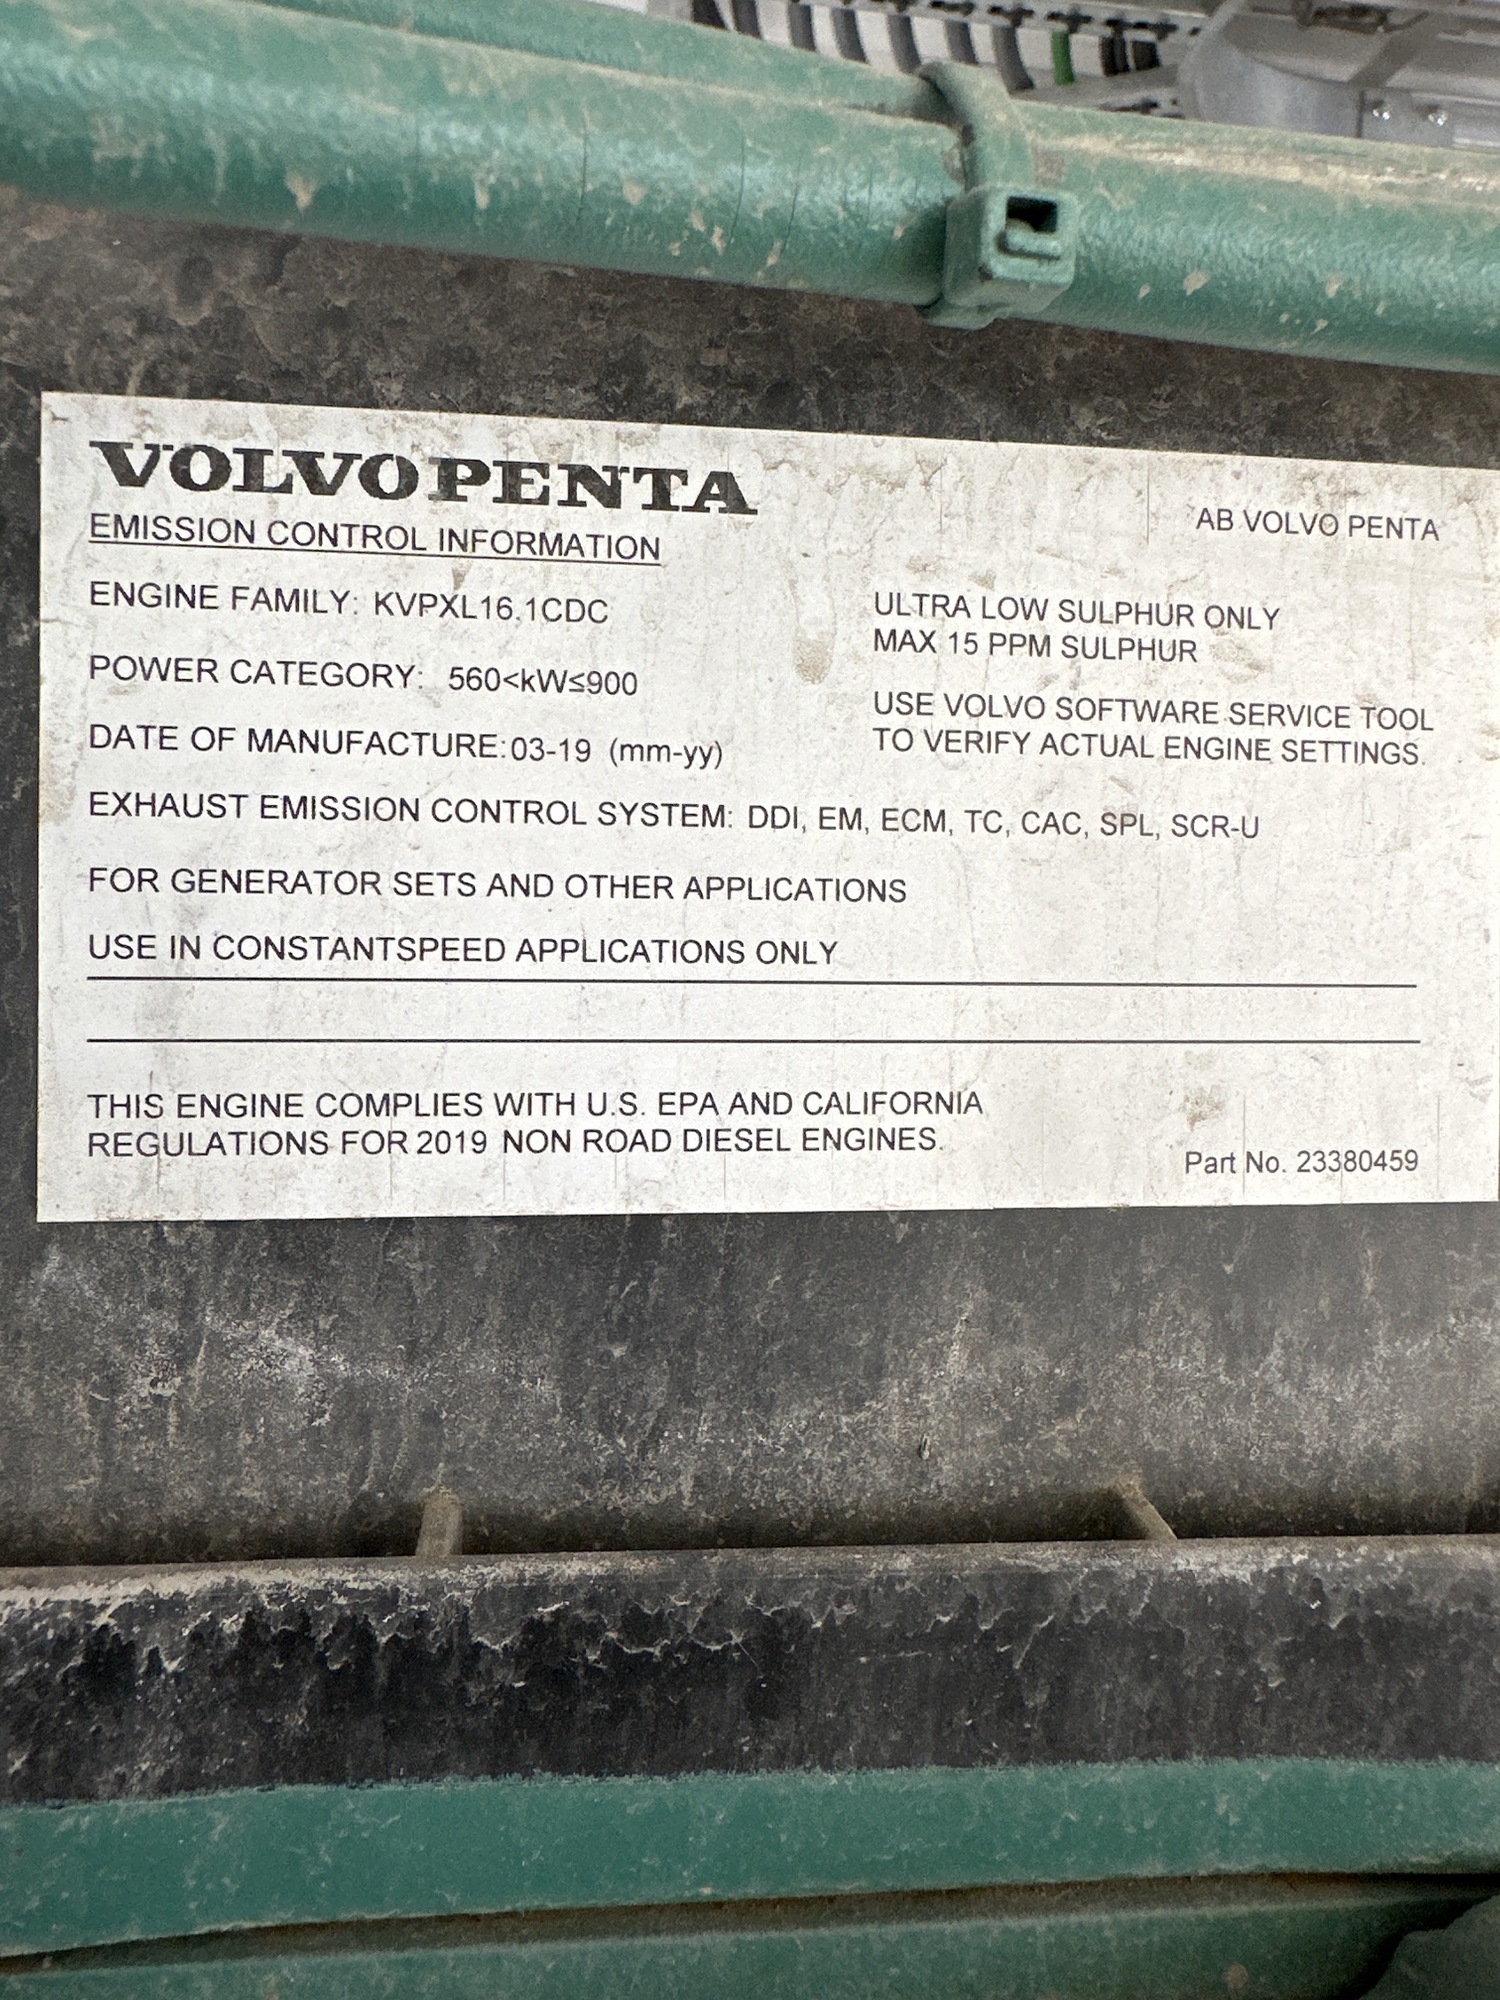 VOLVO PENTA
EMISSION CONTROL INFORMATION
AB VOLVO PENTA
ENGINE FAMILY: KVPXL16.1CDC
ULTRA LOW SULPHUR ONLY
MAX 15 PPM SULPHUR
POWER CATEGORY: 560<kW≤900
USE VOLVO SOFTWARE SERVICE TOOL
TO VERIFY ACTUAL ENGINE SETTINGS.
DATE OF MANUFACTURE: 03-19 (mm-yy)
EXHAUST EMISSION CONTROL SYSTEM: DDI, EM, ECM, TC, CAC, SPL, SCR-U
FOR GENERATOR SETS AND OTHER APPLICATIONS
USE IN CONSTANTSPEED APPLICATIONS ONLY
THIS ENGINE COMPLIES WITH U.S. EPA AND CALIFORNIA
REGULATIONS FOR 2019 NON ROAD DIESEL ENGINES.
Part No. 23380459